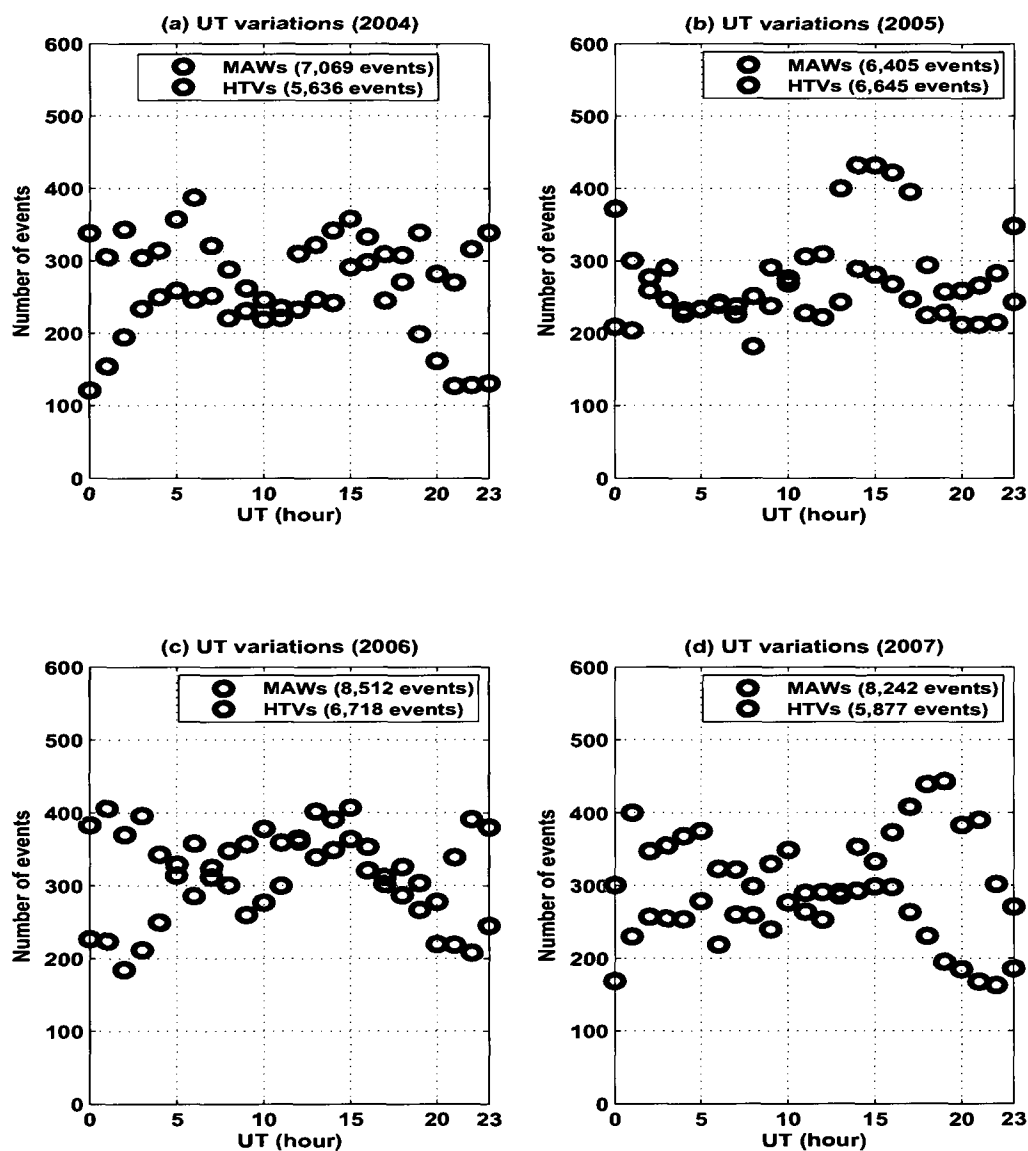 (a) UT variations (2004)
Number of events
600
500
400
300
200
100
0
MAWs (7,069 events)
HTVs (5,636 events)
0 5 10 15 20 23
UT (hour)
(b) UT variations (2005)
Number of events
600
500
400
300
200
100
0
MAWs (6,405 events)
HTVs (6,645 events)
0 5 10 15 20 23
UT (hour)
(c) UT variations (2006)
Number of events
600
500
400
300
200
100
0
MAWs (8,512 events)
HTVs (6,718 events)
0 5 10 15 20 23
UT (hour)
(d) UT variations (2007)
Number of events
600
500
400
300
200
100
0
MAWs (8,242 events)
HTVs (5,877 events)
0 5 10 15 20 23
UT (hour)